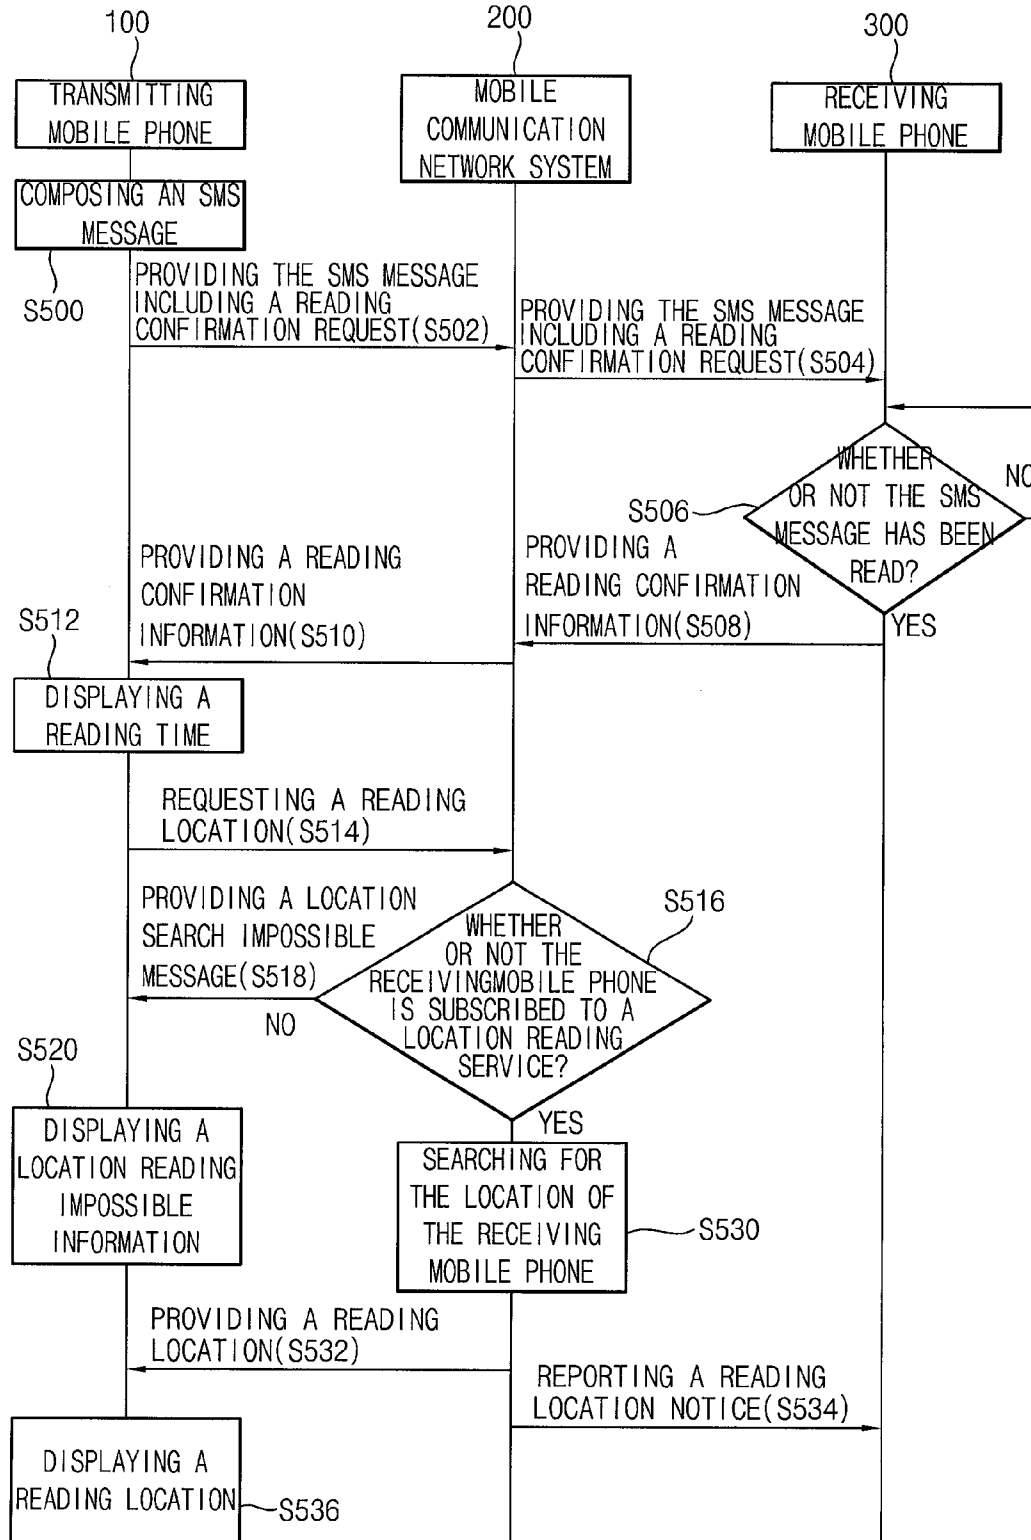 100
200
300
TRANSMITTING
MOBILE PHONE
MOBILE
COMMUNICATION
NETWORK SYSTEM
RECEIVING
MOBILE PHONE
COMPOSING AN SMS
MESSAGE
S500
PROVIDING THE SMS MESSAGE
INCLUDING A READING
CONFIRMATION REQUEST(S502)
PROVIDING THE SMS MESSAGE
INCLUDING A READING
CONFIRMATION REQUEST(S504)
WHETHER
OR NOT THE SMS
MESSAGE HAS BEEN
READ?
S506
NO
YES
PROVIDING A
READING CONFIRMATION
INFORMATION(S508)
PROVIDING A READING
CONFIRMATION
INFORMATION(S510)
S512
DISPLAYING A
READING TIME
REQUESTING A READING
LOCATION(S514)
S516
WHETHER
OR NOT THE
RECEIVINGMOBILE PHONE
IS SUBSCRIBED TO A
LOCATION READING
SERVICE?
PROVIDING A LOCATION
SEARCH IMPOSSIBLE
MESSAGE(S518)
NO
YES
S520
DISPLAYING A
LOCATION READING
IMPOSSIBLE
INFORMATION
SEARCHING FOR
THE LOCATION OF
THE RECEIVING
MOBILE PHONE
S530
PROVIDING A READING
LOCATION(S532)
REPORTING A READING
LOCATION NOTICE(S534)
DISPLAYING A
READING LOCATION
S536